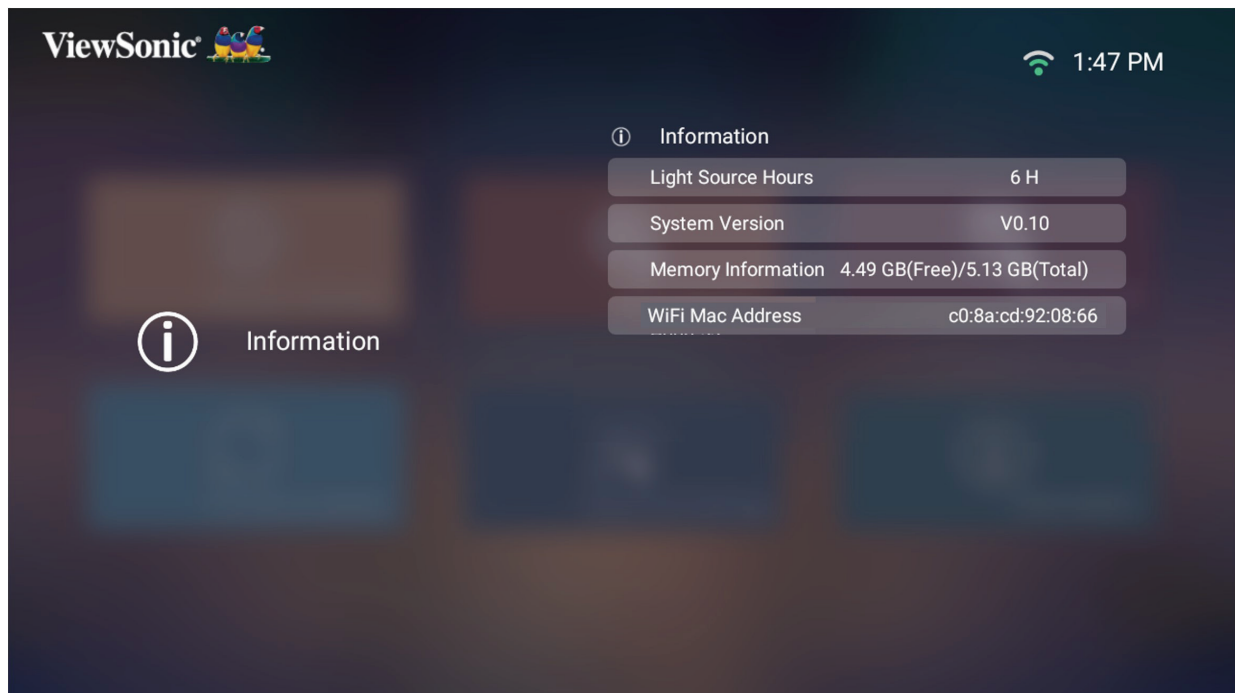 ViewSonic®
1:47 PM
Information
Light Source Hours 6 H
System Version V0.10
Memory Information 4.49 GB(Free)/5.13 GB(Total)
WiFi Mac Address c0:8a:cd:92:08:66
Information